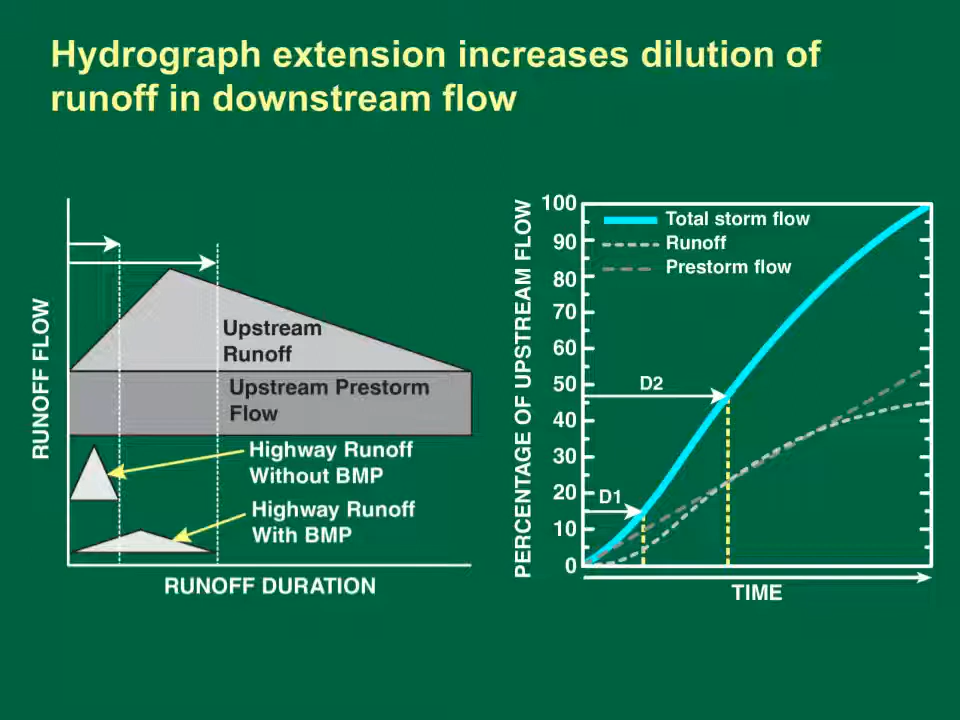 Hydrograph extension increases dilution of
runoff in downstream flow
RUNOFF FLOW
Upstream
Runoff
Upstream Prestorm
Flow
Highway Runoff
Without BMP
Highway Runoff
With BMP
RUNOFF DURATION
PERCENTAGE OF UPSTREAM FLOW
100
90
80
70
60
50
40
30
20
10
0
Total storm flow
Runoff
Prestorm flow
D2
D1
TIME